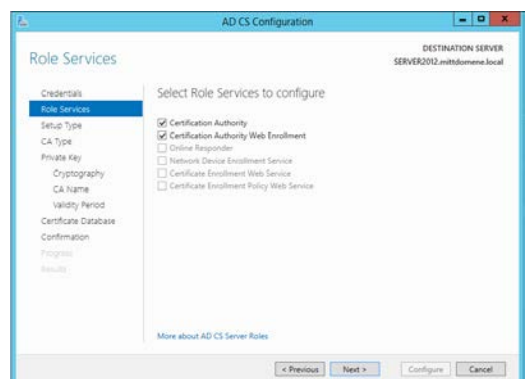 AD CS Configuration
Role Services
DESTINATION SERVER
SERVER2012.mittdomene.local
Credentials
Role Services
Setup Type
CA Type
Private Key
Cryptography
CA Name
Validity Period
Certificate Database
Confirmation
Progress
Results
Select Role Services to configure
Certification Authority
Certification Authority Web Enrollment
Online Responder
Network Device Enrollment Service
Certificate Enrollment Web Service
Certificate Enrollment Policy Web Service
More about AD CS Server Roles
< Previous
Next >
Configure
Cancel